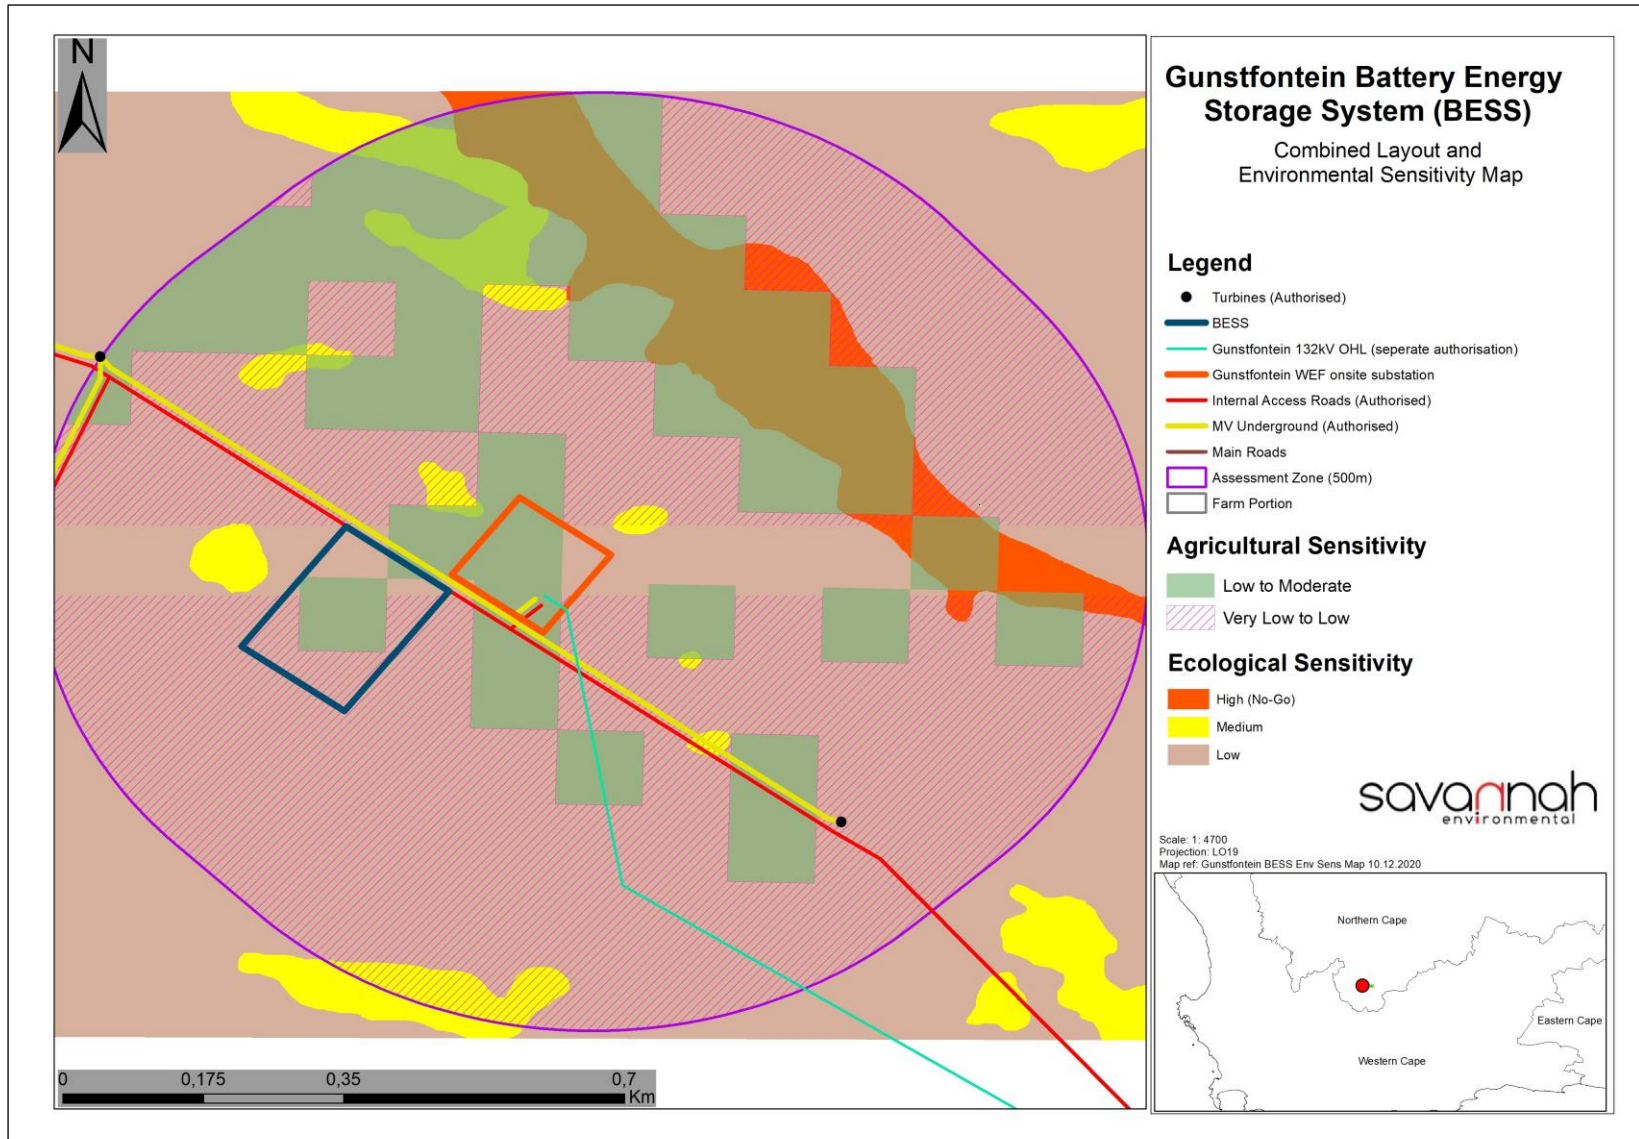 N
0 0,175 0,35 0,7
Km
Gunstfontein Battery Energy
Storage System (BESS)
Combined Layout and
Environmental Sensitivity Map
Legend
Turbines (Authorised)
BESS
Gunstfontein 132kV OHL (seperate authorisation)
Gunstfontein WEF onsite substation
Internal Access Roads (Authorised)
MV Underground (Authorised)
Main Roads
Assessment Zone (500m)
Farm Portion
Agricultural Sensitivity
Low to Moderate
Very Low to Low
Ecological Sensitivity
High (No-Go)
Medium
Low
savannah
environmental
Scale: 1: 4700
Projection: LO19
Map ref: Gunstfontein BESS Env Sens Map 10.12.2020
Northern Cape
Eastern Cape
Western Cape